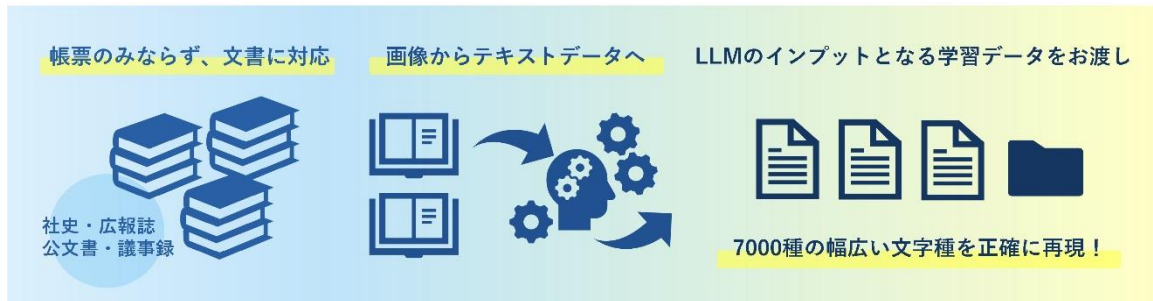 帳票のみならず、文書に対応
社史・広報誌
公文書・議事録
画像からテキストデータへ
LLMのインプットとなる学習データをお渡し
7000種の幅広い文字種を正確に再現！